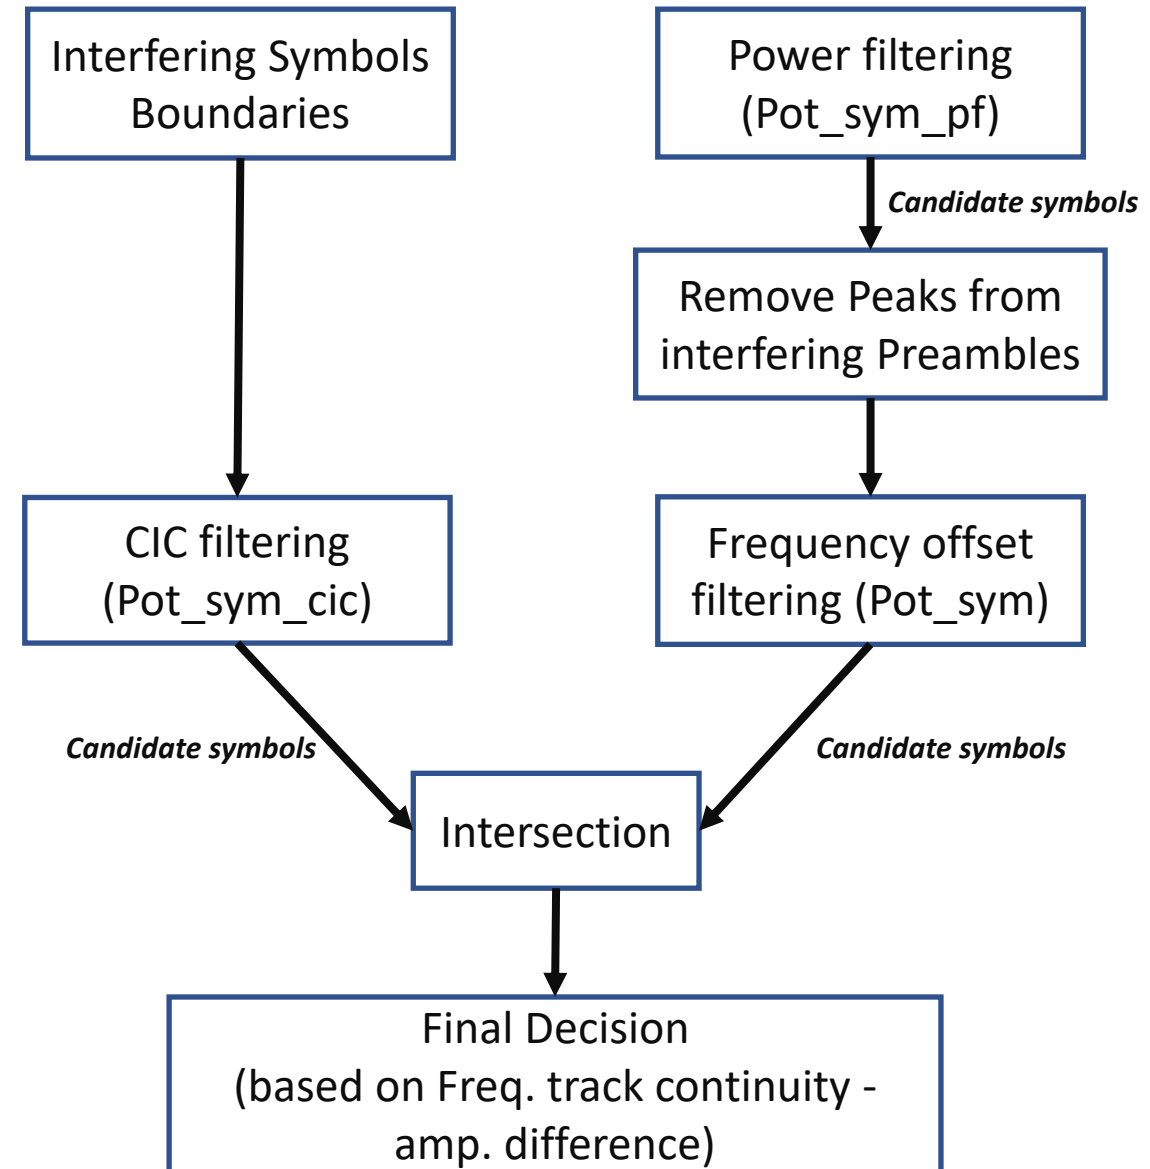 Interfering Symbols
Boundaries
Power filtering
(Pot_sym_pf)
Candidate symbols
Remove Peaks from
interfering Preambles
CIC filtering
(Pot_sym_cic)
Frequency offset
filtering (Pot_sym)
Candidate symbols
Candidate symbols
Intersection
Final Decision
(based on Freq. track continuity -
amp. difference)